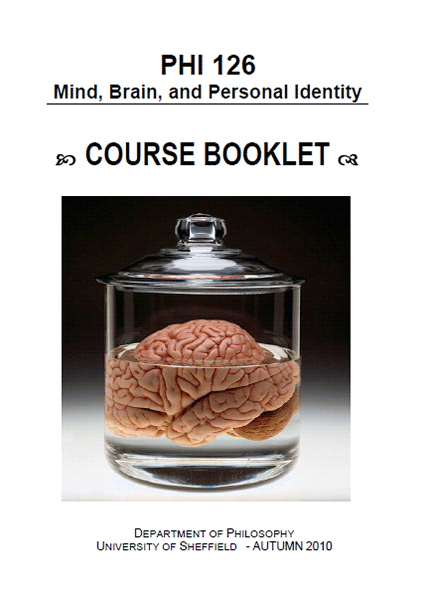 PHI 126
Mind, Brain, and Personal Identity
COURSE BOOKLET
DEPARTMENT OF PHILOSOPHY
UNIVERSITY OF SHEFFIELD - AUTUMN 2010